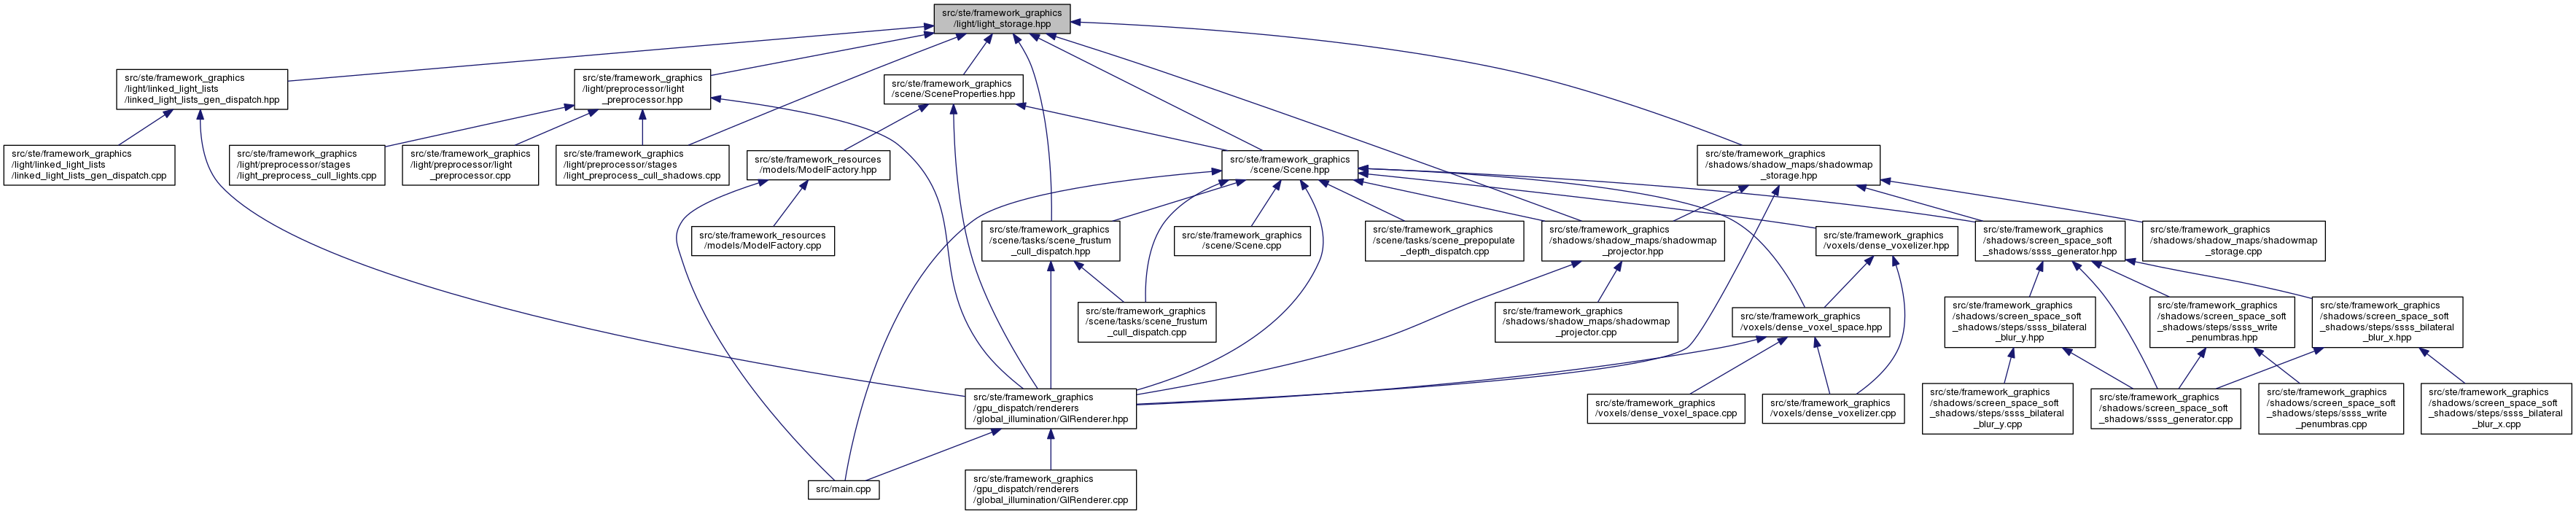 src/ste/framework_graphics
/light/light_storage.hpp
src/ste/framework_graphics
/light/linked_light_lists
/linked_light_lists_gen_dispatch.hpp
src/ste/framework_graphics
/light/preprocessor/light
_preprocessor.hpp
src/ste/framework_graphics
/scene/SceneProperties.hpp
src/ste/framework_graphics
/light/linked_light_lists
/linked_light_lists_gen_dispatch.cpp
src/ste/framework_graphics
/light/preprocessor/stages
/light_preprocess_cull_lights.cpp
src/ste/framework_graphics
/light/preprocessor/light
_preprocessor.cpp
src/ste/framework_graphics
/light/preprocessor/stages
/light_preprocess_cull_shadows.cpp
src/ste/framework_resources
/models/ModelFactory.hpp
src/ste/framework_graphics
/scene/Scene.hpp
src/ste/framework_graphics
/shadows/shadow_maps/shadowmap
_storage.hpp
src/ste/framework_resources
/models/ModelFactory.cpp
src/ste/framework_graphics
/scene/tasks/scene_frustum
_cull_dispatch.hpp
src/ste/framework_graphics
/scene/Scene.cpp
src/ste/framework_graphics
/scene/tasks/scene_prepopulate
_depth_dispatch.cpp
src/ste/framework_graphics
/shadows/shadow_maps/shadowmap
_projector.hpp
src/ste/framework_graphics
/voxels/dense_voxelizer.hpp
src/ste/framework_graphics
/shadows/screen_space_soft
_shadows/ssss_generator.hpp
src/ste/framework_graphics
/shadows/shadow_maps/shadowmap
_storage.cpp
src/ste/framework_graphics
/scene/tasks/scene_frustum
_cull_dispatch.cpp
src/ste/framework_graphics
/shadows/shadow_maps/shadowmap
_projector.cpp
src/ste/framework_graphics
/voxels/dense_voxel_space.hpp
src/ste/framework_graphics
/shadows/screen_space_soft
_shadows/steps/ssss_bilateral
_blur_y.hpp
src/ste/framework_graphics
/shadows/screen_space_soft
_shadows/steps/ssss_write
_penumbras.hpp
src/ste/framework_graphics
/shadows/screen_space_soft
_shadows/steps/ssss_bilateral
_blur_x.hpp
src/ste/framework_graphics
/gpu_dispatch/renderers
/global_illumination/GIRenderer.hpp
src/ste/framework_graphics
/voxels/dense_voxel_space.cpp
src/ste/framework_graphics
/voxels/dense_voxelizer.cpp
src/ste/framework_graphics
/shadows/screen_space_soft
_shadows/steps/ssss_bilateral
_blur_y.cpp
src/ste/framework_graphics
/shadows/screen_space_soft
_shadows/ssss_generator.cpp
src/ste/framework_graphics
/shadows/screen_space_soft
_shadows/steps/ssss_write
_penumbras.cpp
src/ste/framework_graphics
/shadows/screen_space_soft
_shadows/steps/ssss_bilateral
_blur_x.cpp
src/main.cpp
src/ste/framework_graphics
/gpu_dispatch/renderers
/global_illumination/GIRenderer.cpp